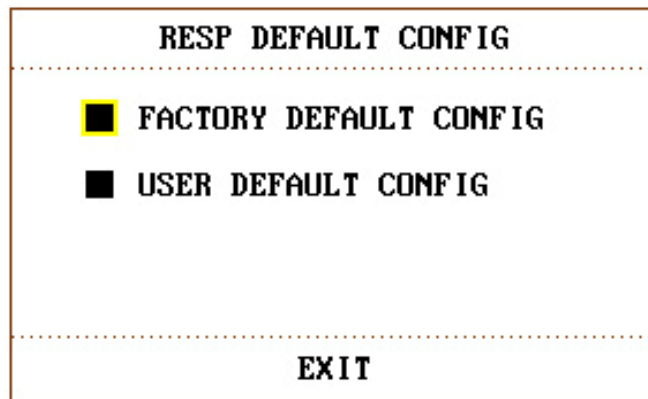 RESP DEFAULT CONFIG
FACTORY DEFAULT CONFIG
USER DEFAULT CONFIG
EXIT